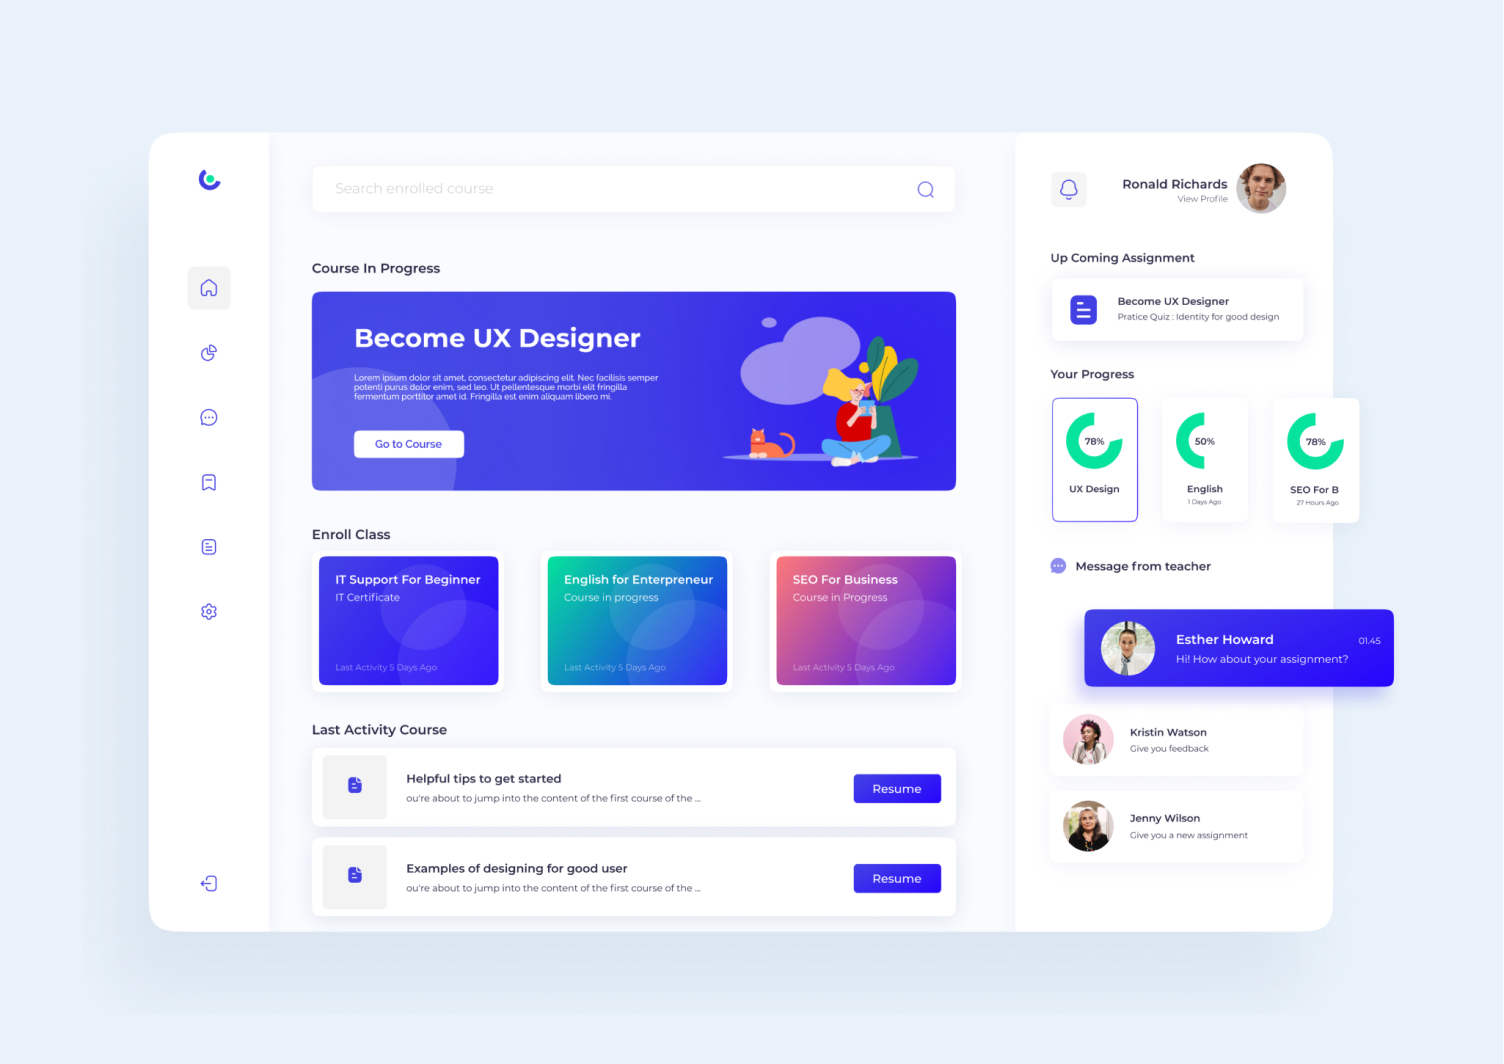 Search enrolled course
Course In Progress
Become UX Designer
Lorem ipsum dolor sit amet, consectetur adipiscing elit. Nec facilisis semper
potenti purus dolor enim, sed leo. Ut pellentesque morbi elit fringilla
fermentum porttitor amet id. Fringilla est enim aliquam libero mi.
Go to Course
Enroll Class
IT Support For Beginner
IT Certificate
Last Activity 5 Days Ago
English for Enterpreneur
Course in progress
Last Activity 5 Days Ago
SEO For Business
Course in Progress
Last Activity 5 Days Ago
Last Activity Course
Helpful tips to get started
ou're about to jump into the content of the first course of the ...
Resume
Examples of designing for good user
ou're about to jump into the content of the first course of the ...
Resume
Ronald Richards
View Profile
Up Coming Assignment
Become UX Designer
Pratice Quiz : Identity for good design
Your Progress
78%
UX Design
50%
English
1 Days Ago
78%
SEO For B
27 Hours Ago
Message from teacher
Esther Howard
01.45
Hi! How about your assignment?
Kristin Watson
Give you feedback
Jenny Wilson
Give you a new assignment